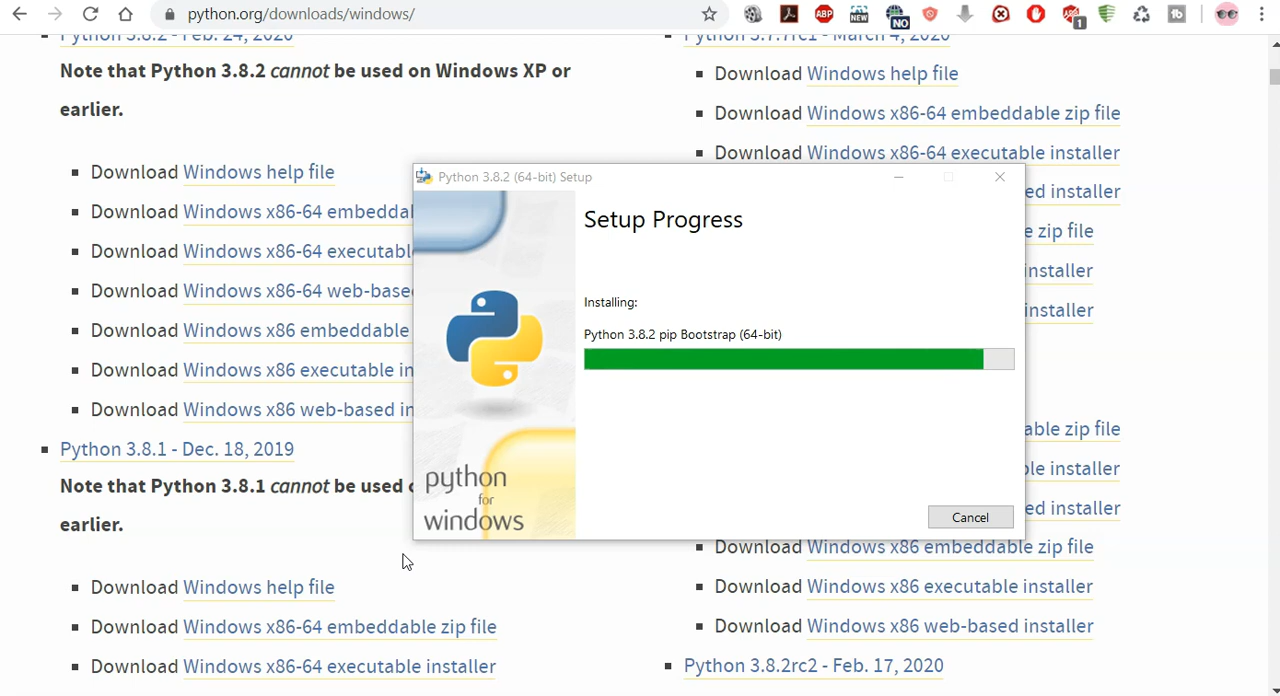 python.org/downloads/windows/
ABP
NEW
NO
1
Python 3.8.2 - Feb. 24, 2020
Note that Python 3.8.2 cannot be used on Windows XP or
earlier.
Download Windows help file
Download Windows x86-64 embeddab
Download Windows x86-64 executabl
Download Windows x86-64 web-base
Download Windows x86 embeddable
Download Windows x86 executable in
Download Windows x86 web-based in
Python 3.8.1 - Dec. 18, 2019
Note that Python 3.8.1 cannot be used o
earlier.
Download Windows help file
Download Windows x86-64 embeddable zip file
Download Windows x86-64 executable installer
Python 3.7.7rc1 - March 4, 2020
Download Windows help file
Download Windows x86-64 embeddable zip file
Download Windows x86-64 executable installer
ed installer
e zip file
installer
installer
able zip file
ble installer
ed installer
Download Windows x86 embeddable zip file
Download Windows x86 executable installer
Download Windows x86 web-based installer
Python 3.8.2rc2 - Feb. 17, 2020
Python 3.8.2 (64-bit) Setup
Setup Progress
Installing:
Python 3.8.2 pip Bootstrap (64-bit)
python
for
windows
Cancel